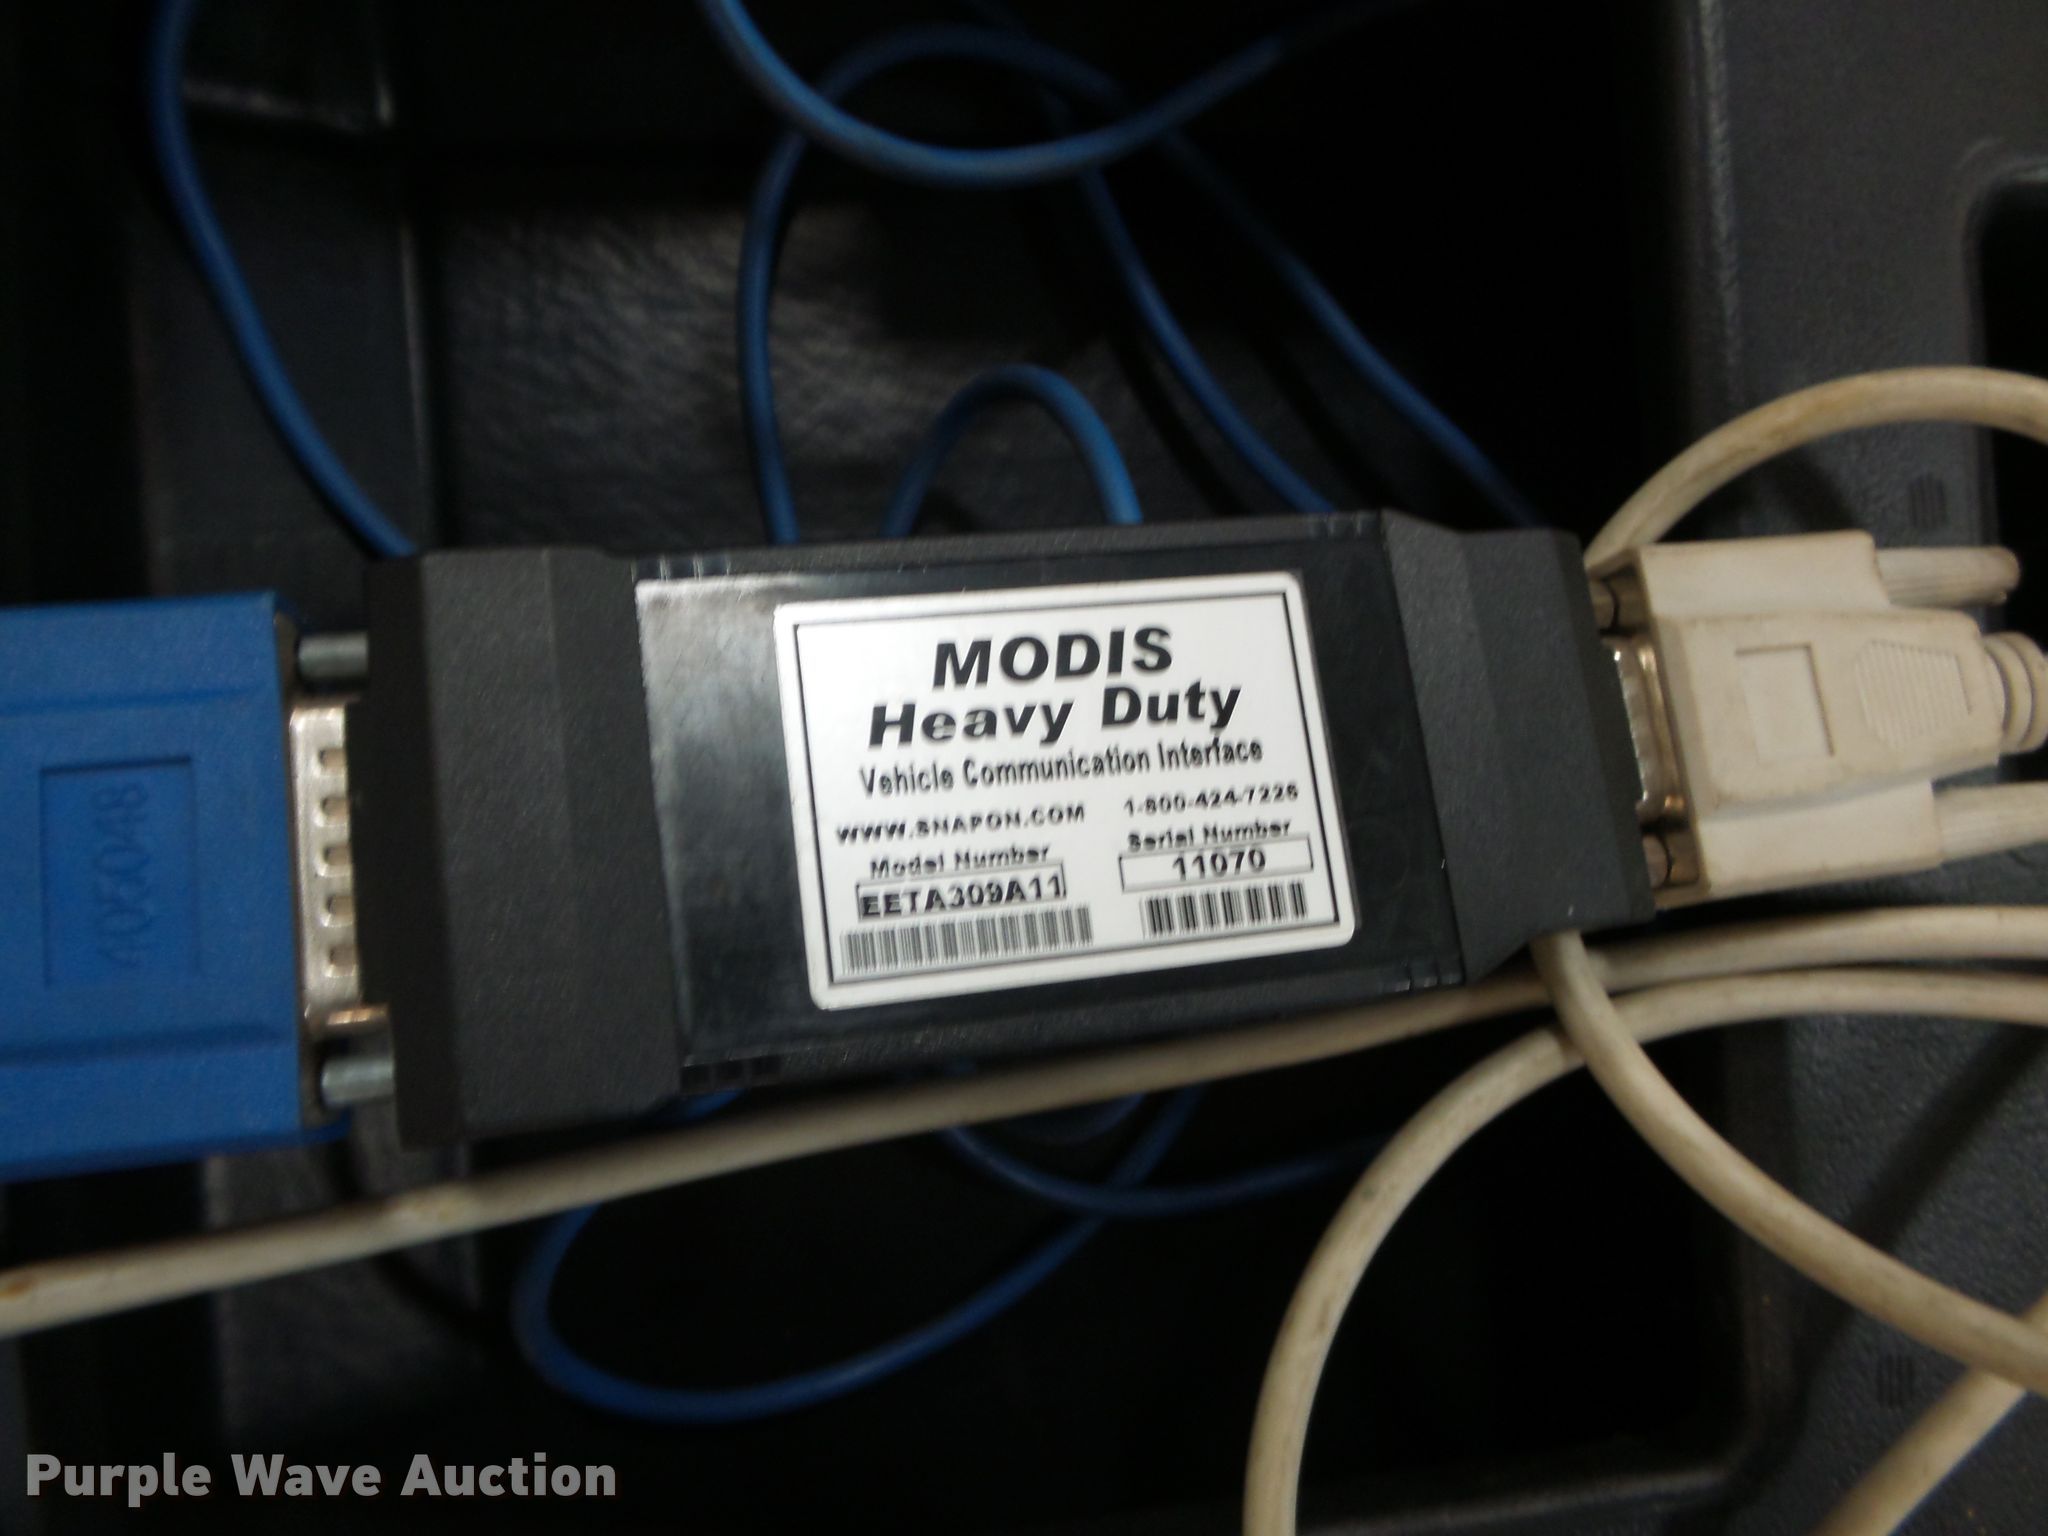 MODIS
Heavy Duty
Vehicle Communication Interface
WWW.SNAPON.COM 1-800-424-7226
Model Number Serial Number
EETA309A11 11070
405048
Purple Wave Auction